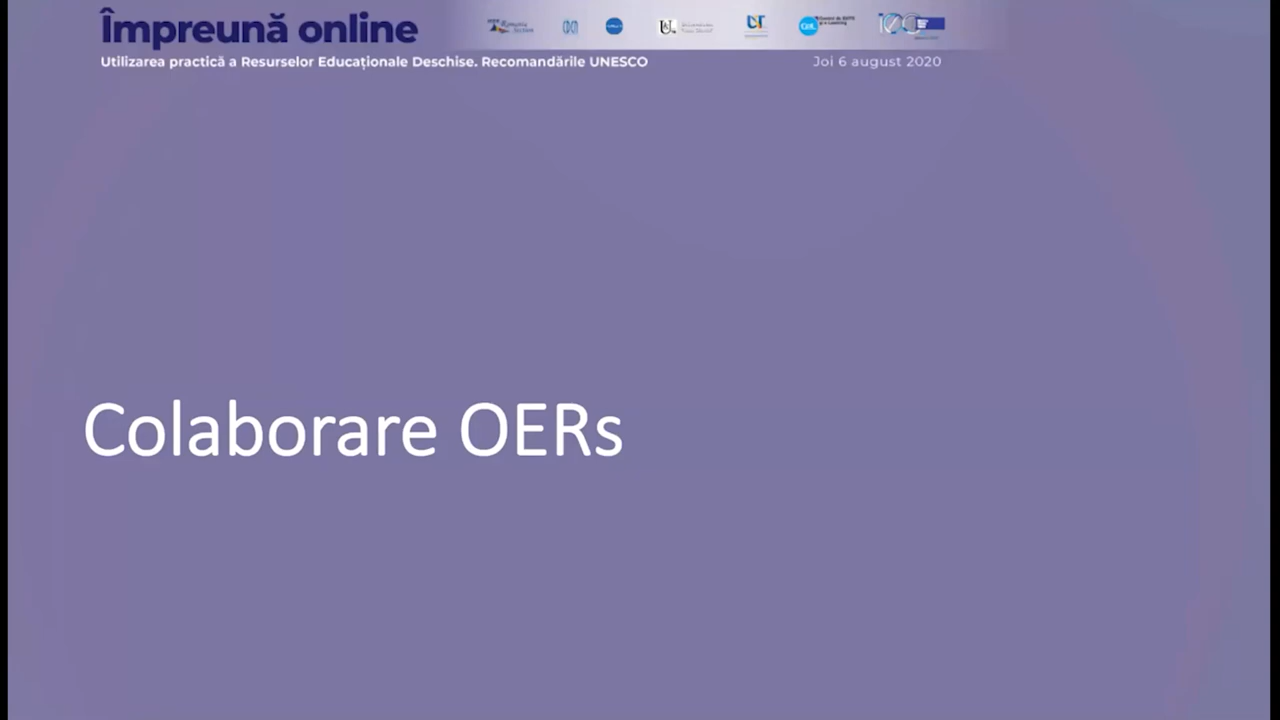 Împreună online
Utilizarea practică a Resurselor Educaționale Deschise. Recomandările UNESCO
Joi 6 august 2020
Colaborare OERs